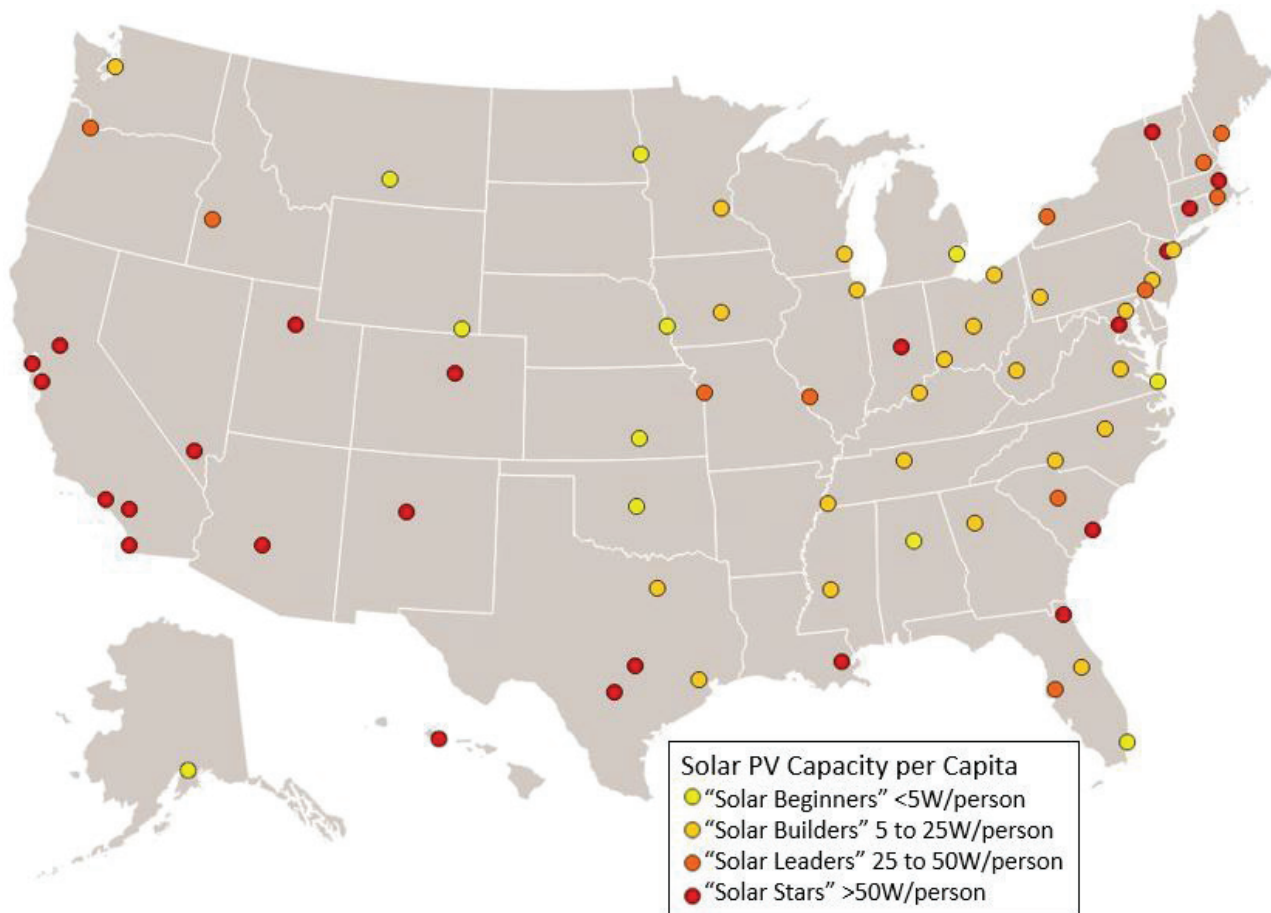 Solar PV Capacity per Capita
“Solar Beginners” <5W/person
“Solar Builders” 5 to 25W/person
“Solar Leaders” 25 to 50W/person
“Solar Stars” >50W/person